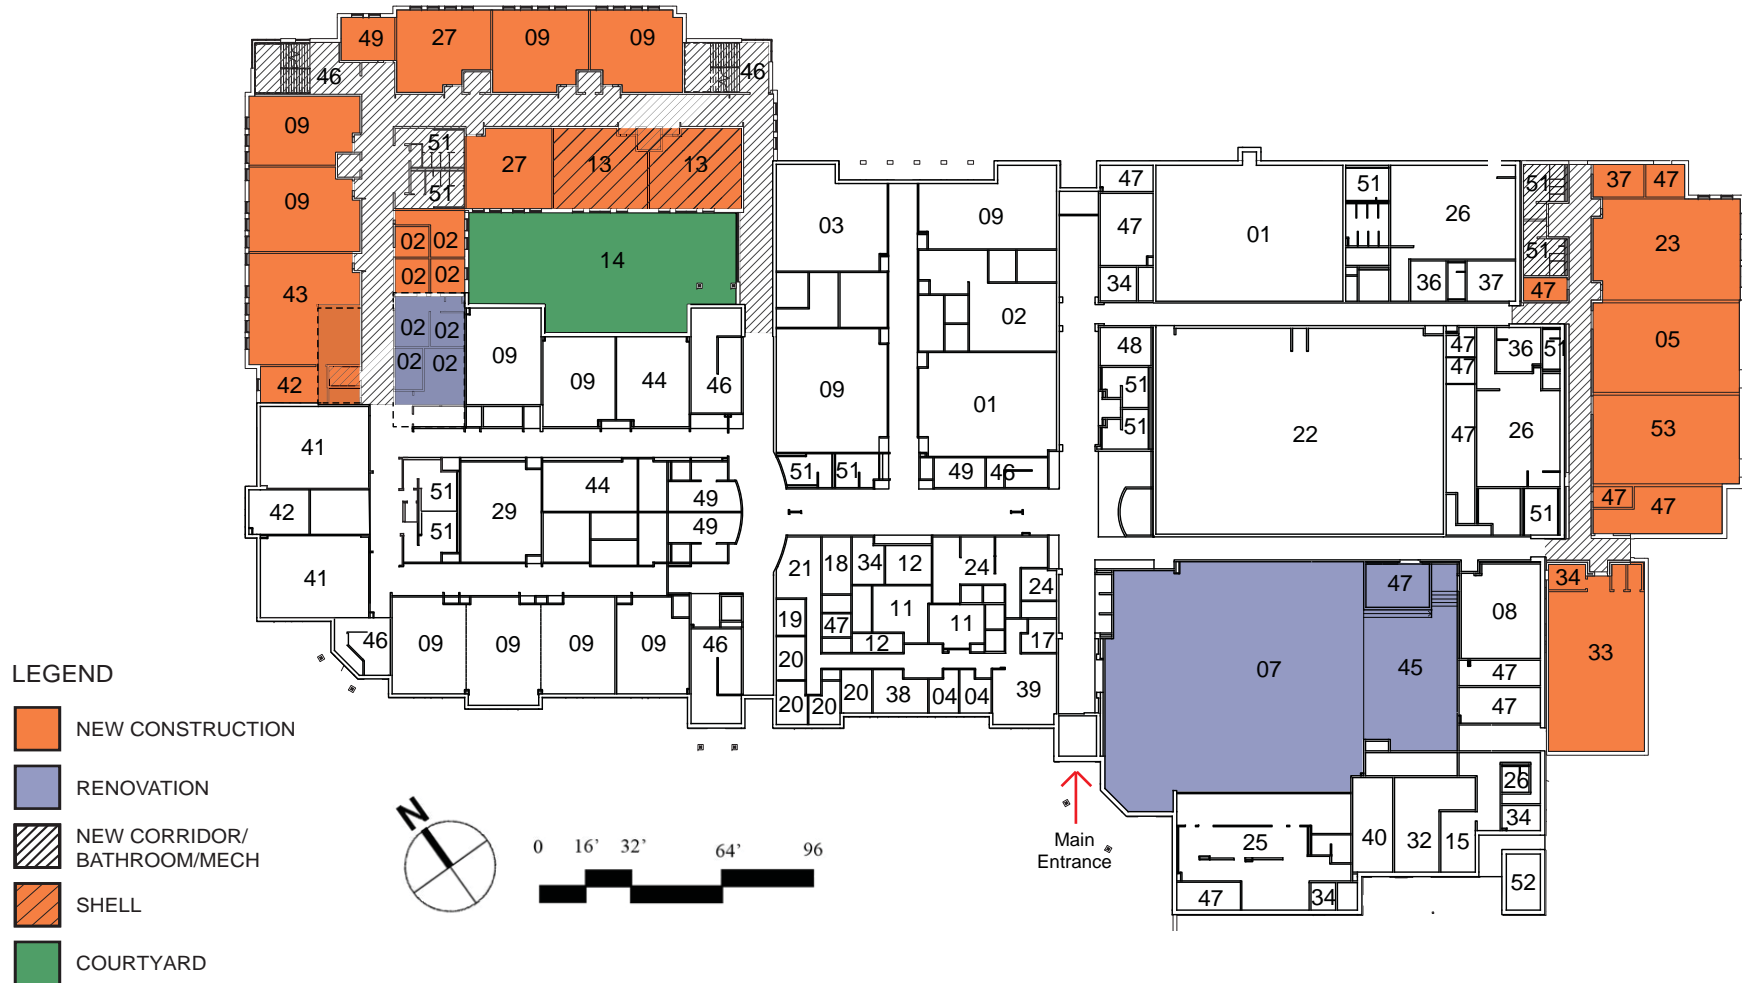 49 27 09 09
46 46
09 51 27 13 13
09 51
02 02
02 02
14
43
02 02
02 02
42
09 09 44 46
41
42
41
51 29 44 49
51 49
46 09 09 09 09 46
03 09
02
09 01
51 51 49 46
21 18 34 12 24
24
19 47 11 11
12 17
20
20 20 20 38 04 04 39
47 01 51 26
47
34 36 37
48 22 47 36 51
47
51
51 47 26
51
51 37 47
51 23
47
05
53
47 47
34
33
07 47 08
45 47
47
26
34
25 40 32 15
47 34 52
LEGEND
NEW CONSTRUCTION
RENOVATION
NEW CORRIDOR/
BATHROOM/MECH
SHELL
COURTYARD
N
0 16' 32' 64' 96
Main
Entrance